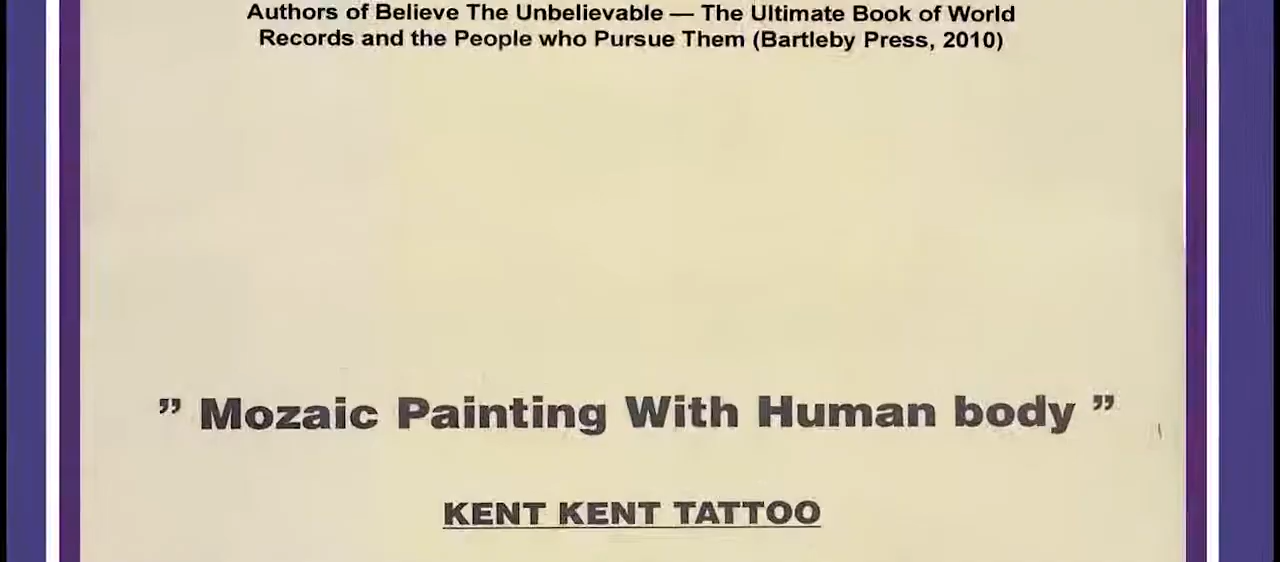 Authors of Believe The Unbelievable — The Ultimate Book of World
Records and the People who Pursue Them (Bartleby Press, 2010)
” Mozaic Painting With Human body ”
KENT KENT TATTOO